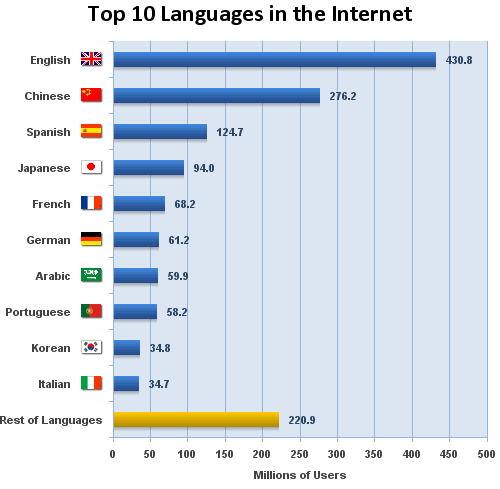 Top 10 Languages in the Internet
English 430.8
Chinese 276.2
Spanish 124.7
Japanese 94.0
French 68.2
German 61.2
Arabic 59.9
Portuguese 58.2
Korean 34.8
Italian 34.7
Rest of Languages 220.9
0 50 100 150 200 250 300 350 400 450 500
Millions of Users